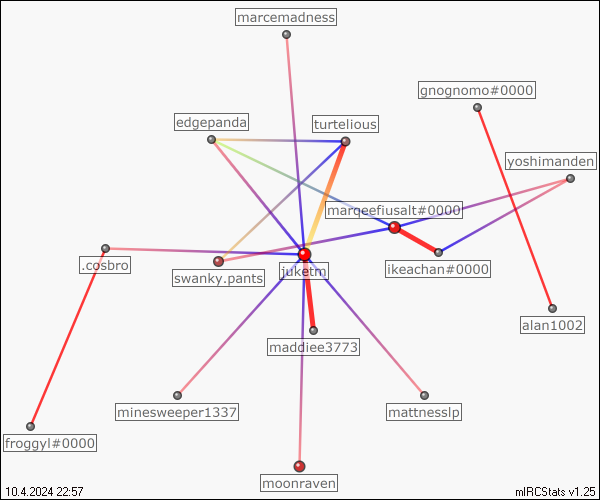 marcemadness
gnognomo#0000
edgepanda
turtelious
yoshimanden
marqeefiusalt#0000
.cosbro
swanky.pants
juketm
ikeachan#0000
alan1002
maddiee3773
minesweeper1337
mattnesslp
froggyl#0000
moonraven
10.4.2024 22:57
mIRCStats v1.25